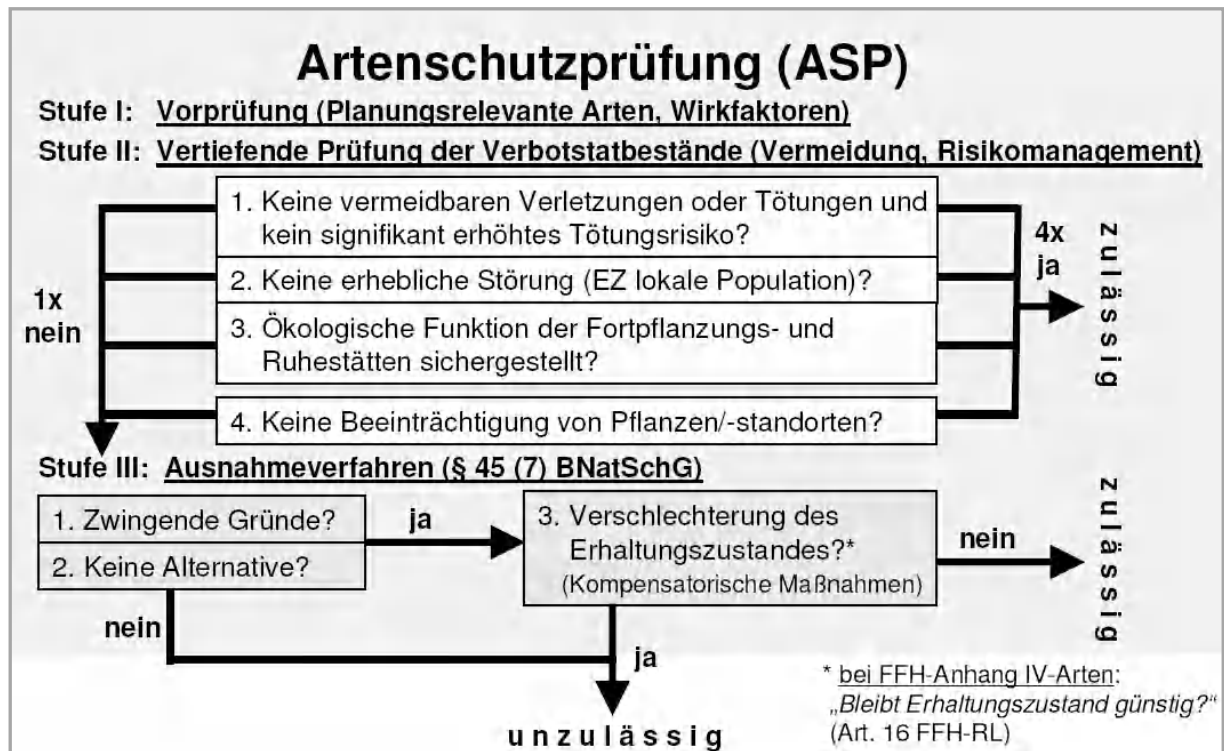 Artenschutzprüfung (ASP)
Stufe I: Vorprüfung (Planungsrelevante Arten, Wirkfaktoren)
Stufe II: Vertiefende Prüfung der Verbotstatbestände (Vermeidung, Risikomanagement)
1. Keine vermeidbaren Verletzungen oder Tötungen und
kein signifikant erhöhtes Tötungsrisiko?
2. Keine erhebliche Störung (EZ lokale Population)?
3. Ökologische Funktion der Fortpflanzungs- und
Ruhestätten sichergestellt?
4. Keine Beeinträchtigung von Pflanzen/-standorten?
1x
nein
4x
ja
zulässig
Stufe III: Ausnahmeverfahren (§ 45 (7) BNatSchG)
1. Zwingende Gründe?
2. Keine Alternative?
ja
3. Verschlechterung des
Erhaltungszustandes?*
(Kompensatorische Maßnahmen)
nein
zulässig
nein
ja
unzulässig
* bei FFH-Anhang IV-Arten:
„Bleibt Erhaltungszustand günstig?“
(Art. 16 FFH-RL)